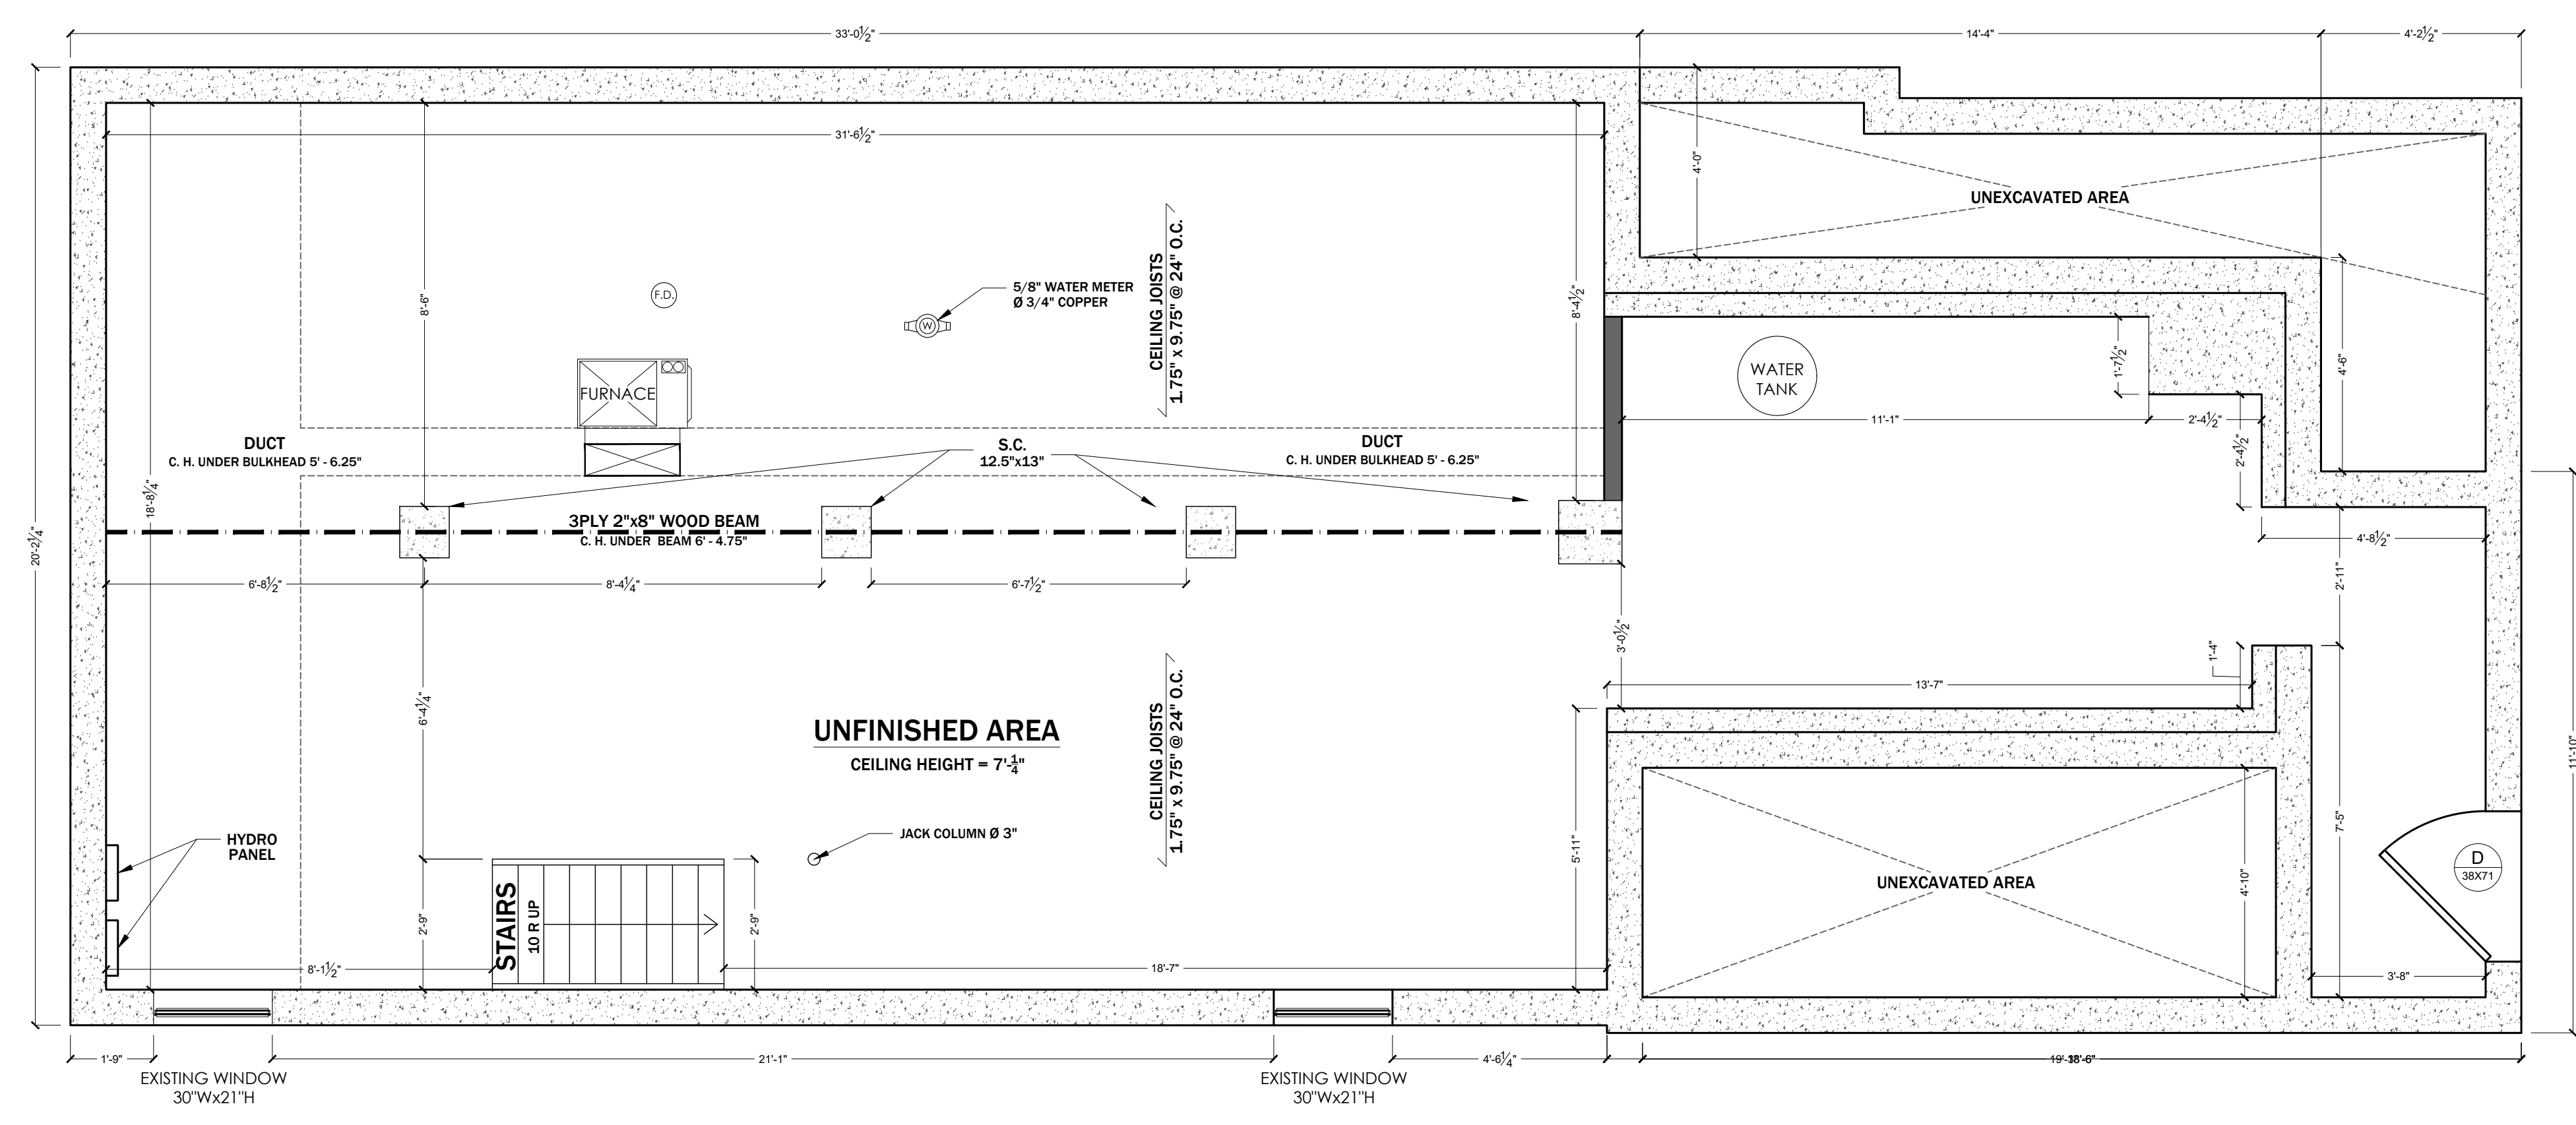 33'-0½"
14'-4"
4'-2½"
31'-6½"
4'-0"
UNEXCAVATED AREA
CEILING JOISTS
1.75" x 9.75" @ 24" O.C.
F.D.
5/8" WATER METER
Ø 3/4" COPPER
W
8'-6"
8'-4½"
FURNACE
WATER
TANK
1'-7½"
4'-6"
11'-1"
2'-4½"
2'-4½"
DUCT
C. H. UNDER BULKHEAD 5' - 6.25"
S.C.
12.5"x13"
DUCT
C. H. UNDER BULKHEAD 5' - 6.25"
18'-8¼"
20'-2¼"
3PLY 2"x8" WOOD BEAM
C. H. UNDER BEAM 6' - 4.75"
4'-8½"
2'-11"
6'-8½"
8'-4¼"
6'-7½"
3'-0½"
1'-4"
13'-7"
6'-4¼"
UNFINISHED AREA
CEILING HEIGHT = 7'-¼"
CEILING JOISTS
1.75" x 9.75" @ 24" O.C.
11'-10"
HYDRO
PANEL
JACK COLUMN Ø 3"
5'-11"
7'-5"
4'-10"
UNEXCAVATED AREA
D
38X71
STAIRS
10 R UP
2'-9"
2'-9"
8'-1½"
18'-7"
3'-8"
1'-9"
21'-1"
4'-6¼"
EXISTING WINDOW
30"Wx21"H
EXISTING WINDOW
30"Wx21"H